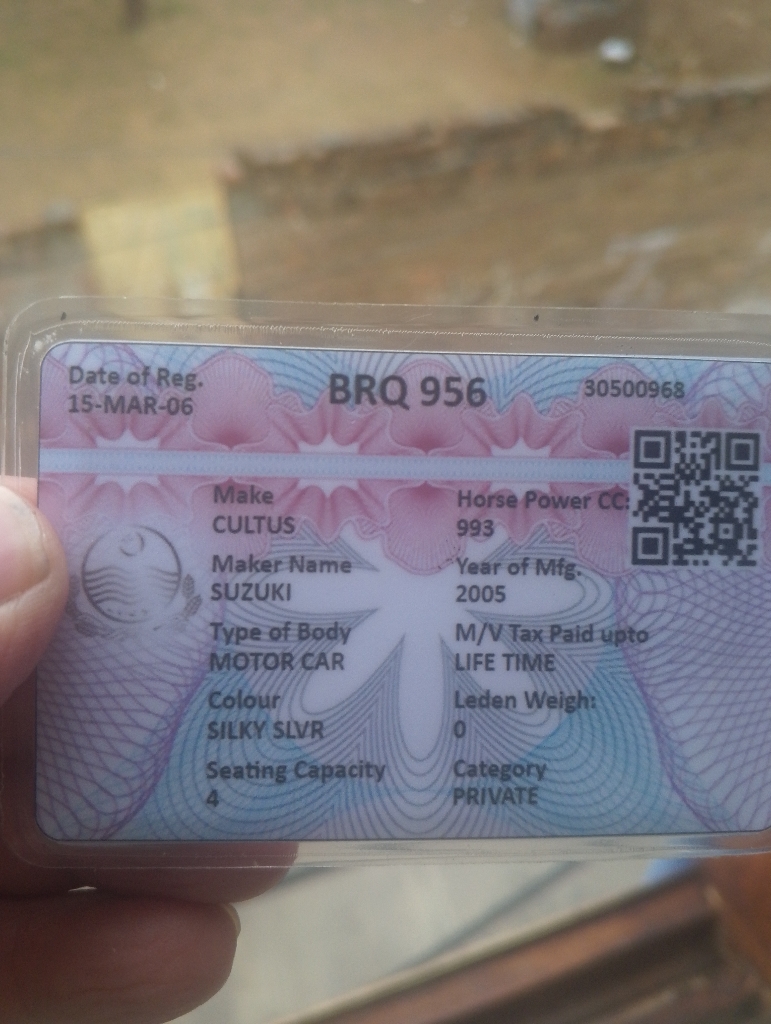 Date of Reg.
15-MAR-06
BRQ 956
30500968
Make
CULTUS
Horse Power CC:
993
Maker Name
SUZUKI
Year of Mfg.
2005
Type of Body
MOTOR CAR
M/V Tax Paid upto
LIFE TIME
Colour
SILKY SLVR
Leden Weigh:
0
Seating Capacity
4
Category
PRIVATE